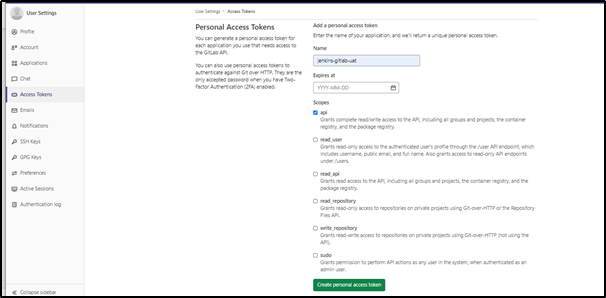 User Settings
Profile
Account
Applications
Chat
Access Tokens
Emails
Notifications
SSH Keys
GPG Keys
Preferences
Active Sessions
Authentication log
« Collapse sidebar
User Settings › Access Tokens
Personal Access Tokens
You can generate a personal access token for
each application you use that needs access to
the GitLab API.
You can also use personal access tokens to
authenticate against Git over HTTP. They are the
only accepted password when you have Two-
Factor Authentication (2FA) enabled.
Add a personal access token
Enter the name of your application, and we'll return a unique personal access token.
Name
jenkins-gitlab-uat
Expires at
YYYY-MM-DD
Scopes
api
Grants complete read/write access to the API, including all groups and projects, the container
registry, and the package registry.
read_user
Grants read-only access to the authenticated user's profile through the /user API endpoint, which
includes username, public email, and full name. Also grants access to read-only API endpoints
under /users.
read_api
Grants read access to the API, including all groups and projects, the container registry, and the
package registry.
read_repository
Grants read-only access to repositories on private projects using Git-over-HTTP or the Repository
Files API.
write_repository
Grants read-write access to repositories on private projects using Git-over-HTTP (not using the
API).
sudo
Grants permission to perform API actions as any user in the system, when authenticated as an
admin user.
Create personal access token